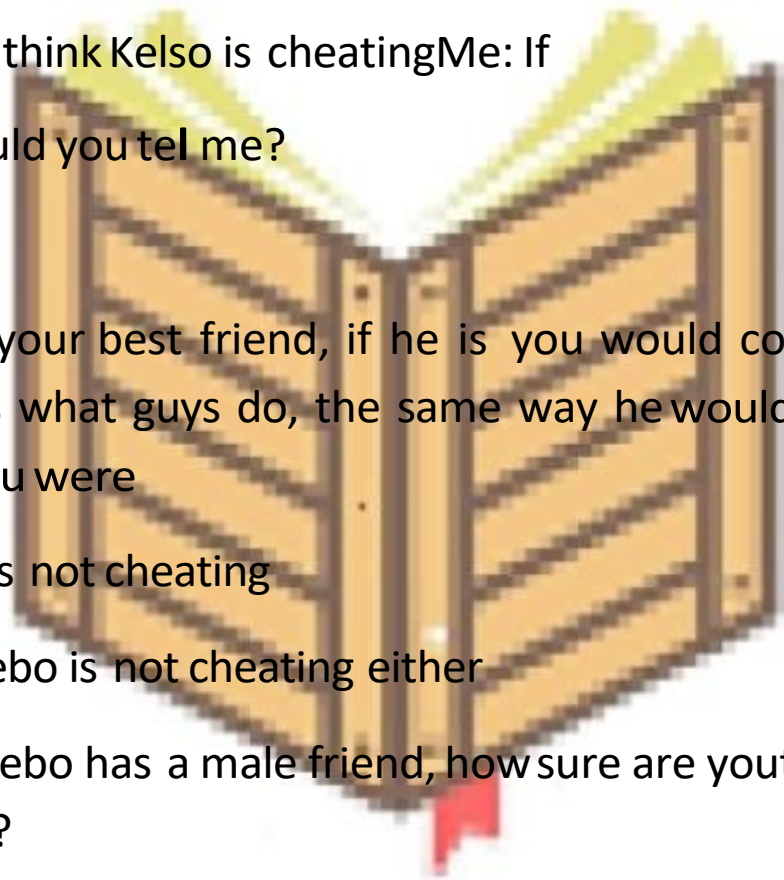 think Kelso is cheatingMe: If
uld you tel me?
your best friend, if he is you would co
what guys do, the same way he would
u were
s not cheating
ebo is not cheating either
ebo has a male friend, how sure are you
?